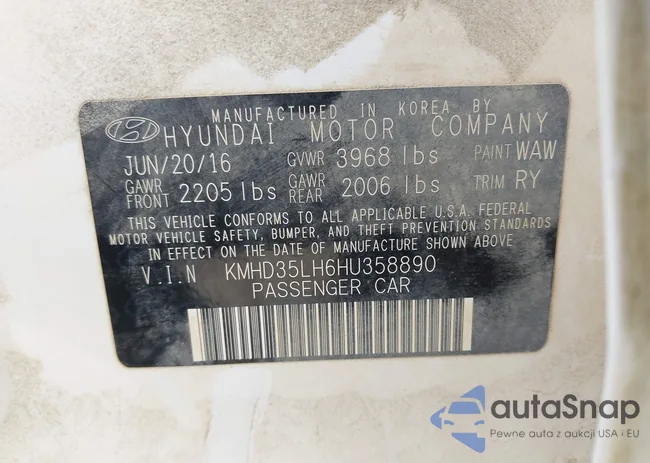 MANUFACTURED IN KOREA BY
HYUNDAI MOTOR COMPANY
JUN/20/16 GVWR 3968 lbs PAINT WAW
GAWR FRONT 2205 lbs GAWR REAR 2006 lbs TRIM RY
THIS VEHICLE CONFORMS TO ALL APPLICABLE U.S.A. FEDERAL
MOTOR VEHICLE SAFETY, BUMPER, AND THEFT PREVENTION STANDARDS
IN EFFECT ON THE DATE OF MANUFACTURE SHOWN ABOVE
V.I.N KMHD35LH6HU358890
PASSENGER CAR
autaSnap
Pewne auta z aukcji USA i EU